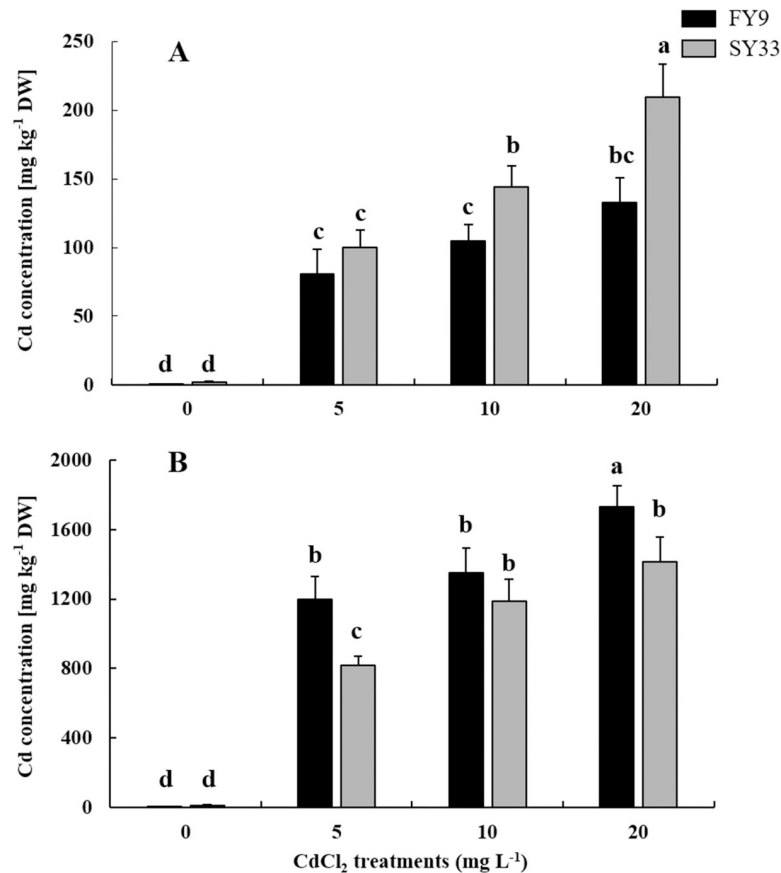 FY9
SY33
A
Cd concentration [mg kg⁻¹ DW]
250
200
150
100
50
0
d d
c c
c b
bc a
0 5 10 20
B
Cd concentration [mg kg⁻¹ DW]
2000
1600
1200
800
400
0
d d
b c
b b
a b
0 5 10 20
CdCl₂ treatments (mg L⁻¹)